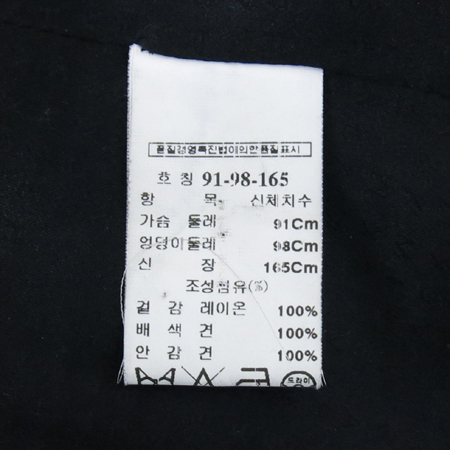 품질경영촉진법에의한품질표시
호 칭 91-98-165
항 목 신체치수
가슴 둘레 91Cm
엉덩이둘레 98Cm
신 장 165Cm
조성섬유(%)
겉 감 레이온 100%
배 색 견 100%
안 감 견 100%
드라이